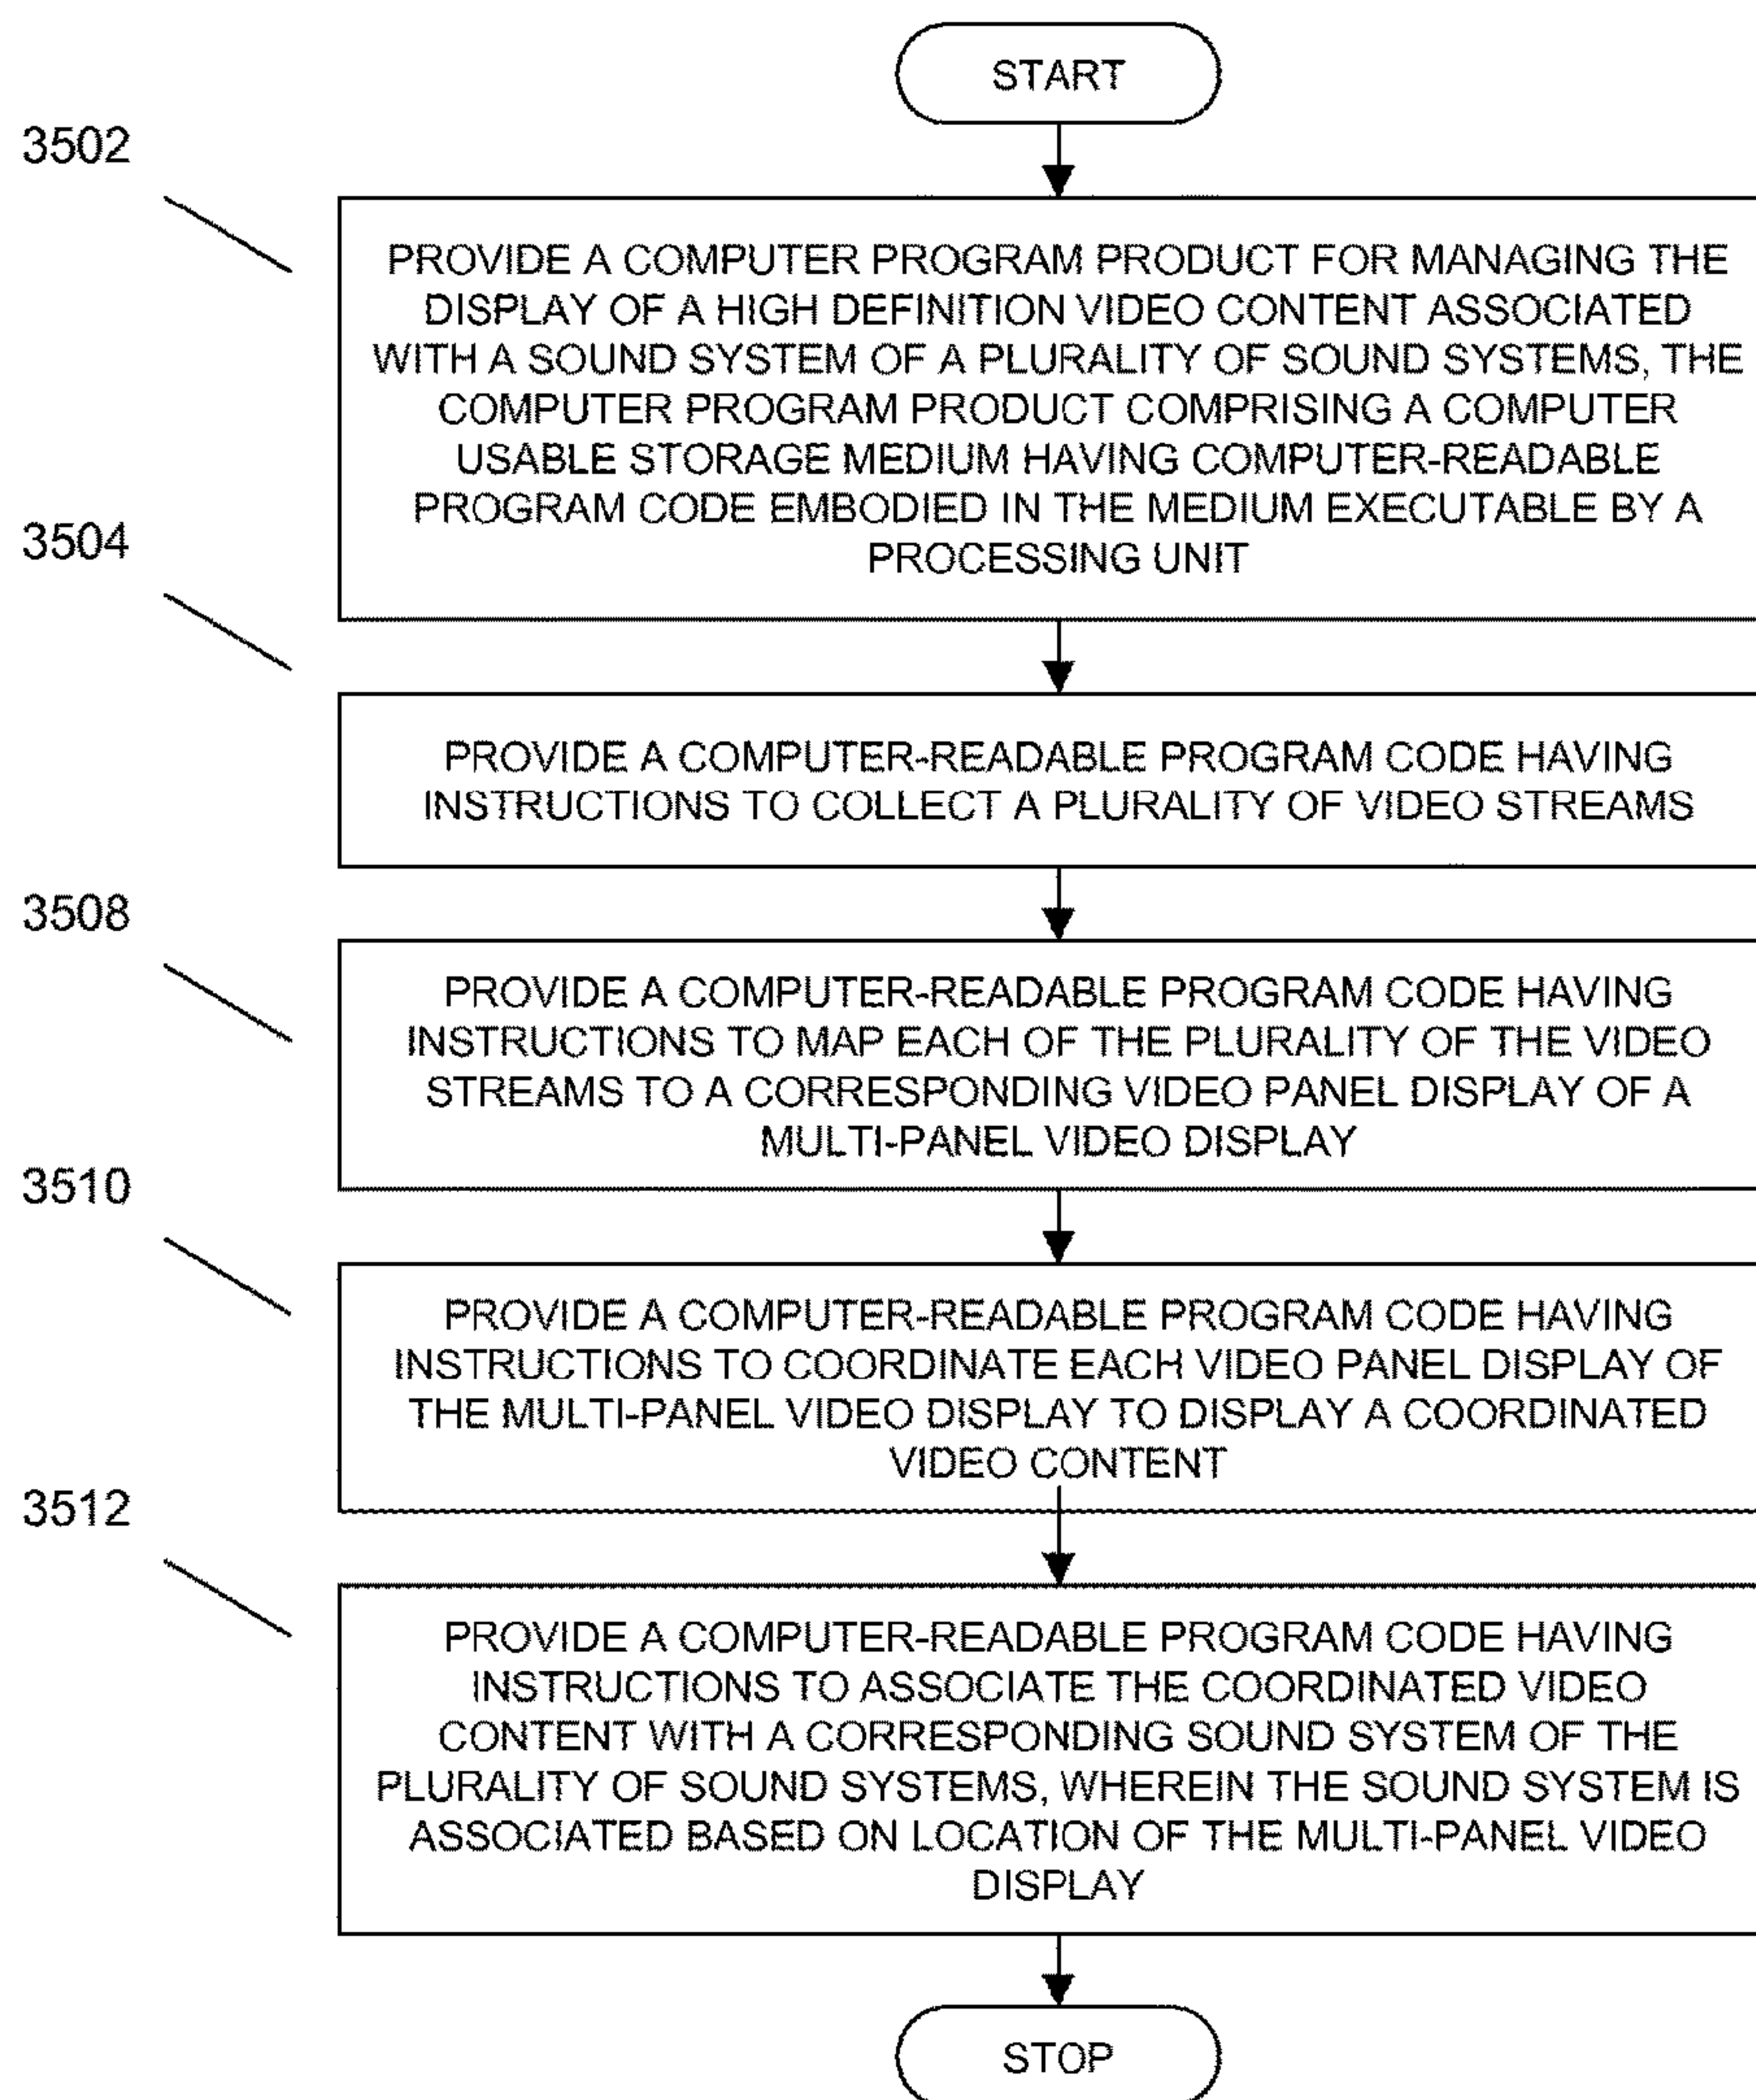 START
3502
PROVIDE A COMPUTER PROGRAM PRODUCT FOR MANAGING THE
DISPLAY OF A HIGH DEFINITION VIDEO CONTENT ASSOCIATED
WITH A SOUND SYSTEM OF A PLURALITY OF SOUND SYSTEMS, THE
COMPUTER PROGRAM PRODUCT COMPRISING A COMPUTER
USABLE STORAGE MEDIUM HAVING COMPUTER-READABLE
PROGRAM CODE EMBODIED IN THE MEDIUM EXECUTABLE BY A
PROCESSING UNIT
3504
PROVIDE A COMPUTER-READABLE PROGRAM CODE HAVING
INSTRUCTIONS TO COLLECT A PLURALITY OF VIDEO STREAMS
3508
PROVIDE A COMPUTER-READABLE PROGRAM CODE HAVING
INSTRUCTIONS TO MAP EACH OF THE PLURALITY OF THE VIDEO
STREAMS TO A CORRESPONDING VIDEO PANEL DISPLAY OF A
MULTI-PANEL VIDEO DISPLAY
3510
PROVIDE A COMPUTER-READABLE PROGRAM CODE HAVING
INSTRUCTIONS TO COORDINATE EACH VIDEO PANEL DISPLAY OF
THE MULTI-PANEL VIDEO DISPLAY TO DISPLAY A COORDINATED
VIDEO CONTENT
3512
PROVIDE A COMPUTER-READABLE PROGRAM CODE HAVING
INSTRUCTIONS TO ASSOCIATE THE COORDINATED VIDEO
CONTENT WITH A CORRESPONDING SOUND SYSTEM OF THE
PLURALITY OF SOUND SYSTEMS, WHEREIN THE SOUND SYSTEM IS
ASSOCIATED BASED ON LOCATION OF THE MULTI-PANEL VIDEO
DISPLAY
STOP